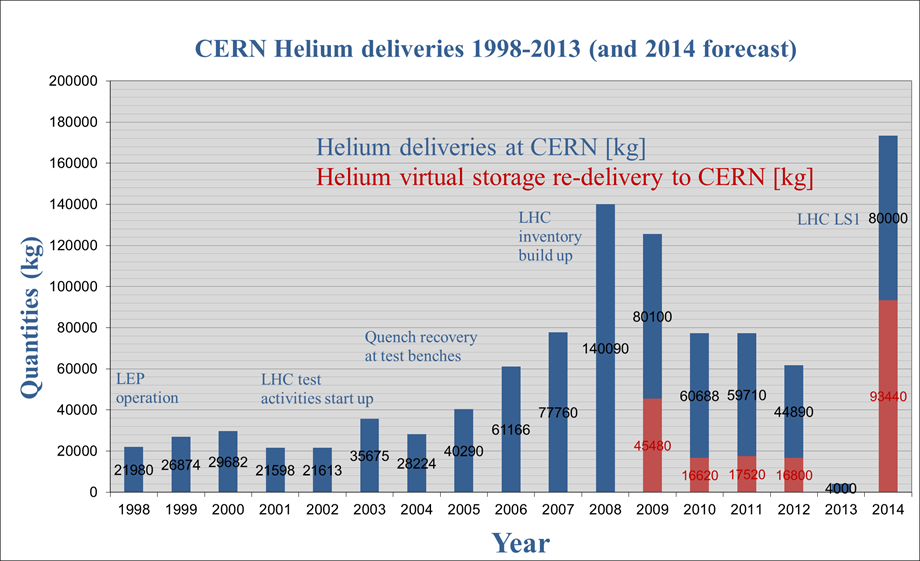 CERN Helium deliveries 1998-2013 (and 2014 forecast)
200000
180000
160000
140000
120000
100000
80000
60000
40000
20000
0
Quantities (kg)
Helium deliveries at CERN [kg]
Helium virtual storage re-delivery to CERN [kg]
LEP
operation
LHC test
activities start up
Quench recovery
at test benches
LHC
inventory
build up
LHC LS1
21980
26874
29682
21598
21613
35675
28224
40290
61166
77760
140090
80100
45480
60688
16620
59710
17520
44890
16800
4000
80000
93440
1998 1999 2000 2001 2002 2003 2004 2005 2006 2007 2008 2009 2010 2011 2012 2013 2014
Year